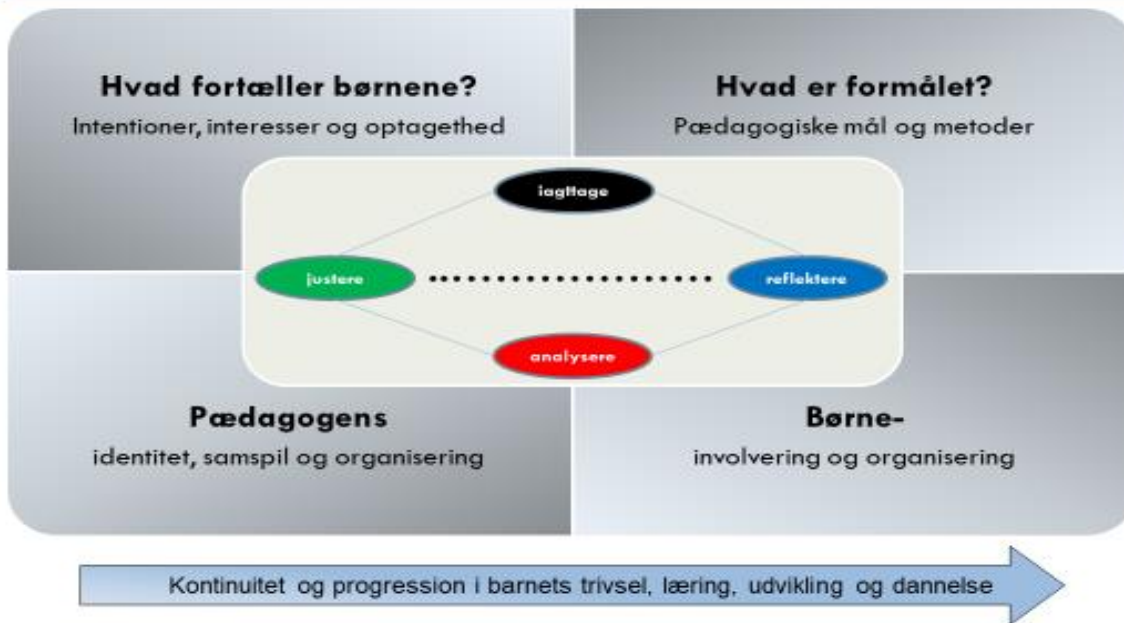 Hvad fortæller børnene?
Intentioner, interesser og optagethed
Hvad er formålet?
Pædagogiske mål og metoder
iagttage
justere
reflektere
analysere
Pædagogens
identitet, samspil og organisering
Børne-
involvering og organisering
Kontinuitet og progression i barnets trivsel, læring, udvikling og dannelse